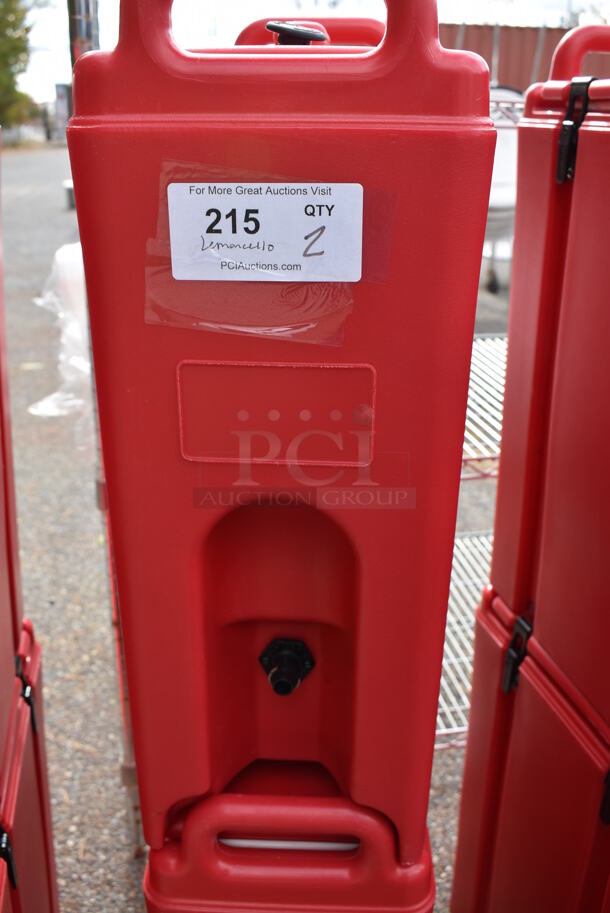 For More Great Auctions Visit
215 QTY
Lemoncello 2
PCIAuctions.com
PCI
AUCTION GROUP